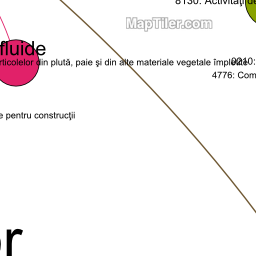 8130: Activităţi de
MapTiler.com
fluide
rticolelor din plută, paie şi din alte materiale vegetale împletite
0210:
4776: Com
e pentru construcţii
or